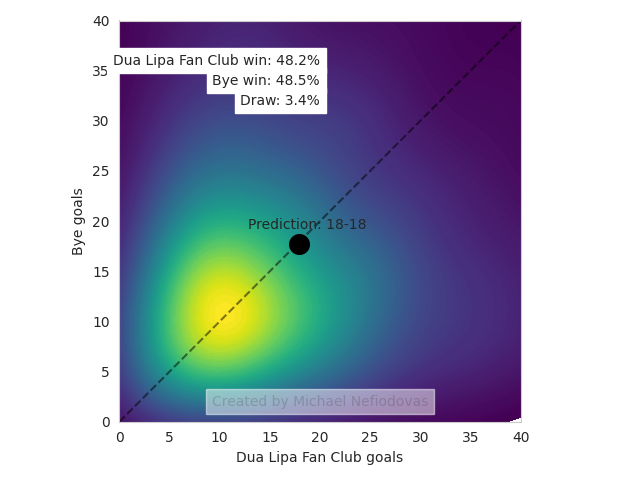 40
Dua Lipa Fan Club win: 48.2%
35
Bye win: 48.5%
Draw: 3.4%
30
25
Bye goals
20
Prediction: 18-18
15
10
5
Created by Michael Nefiodovas
0
0 5 10 15 20 25 30 35 40
Dua Lipa Fan Club goals